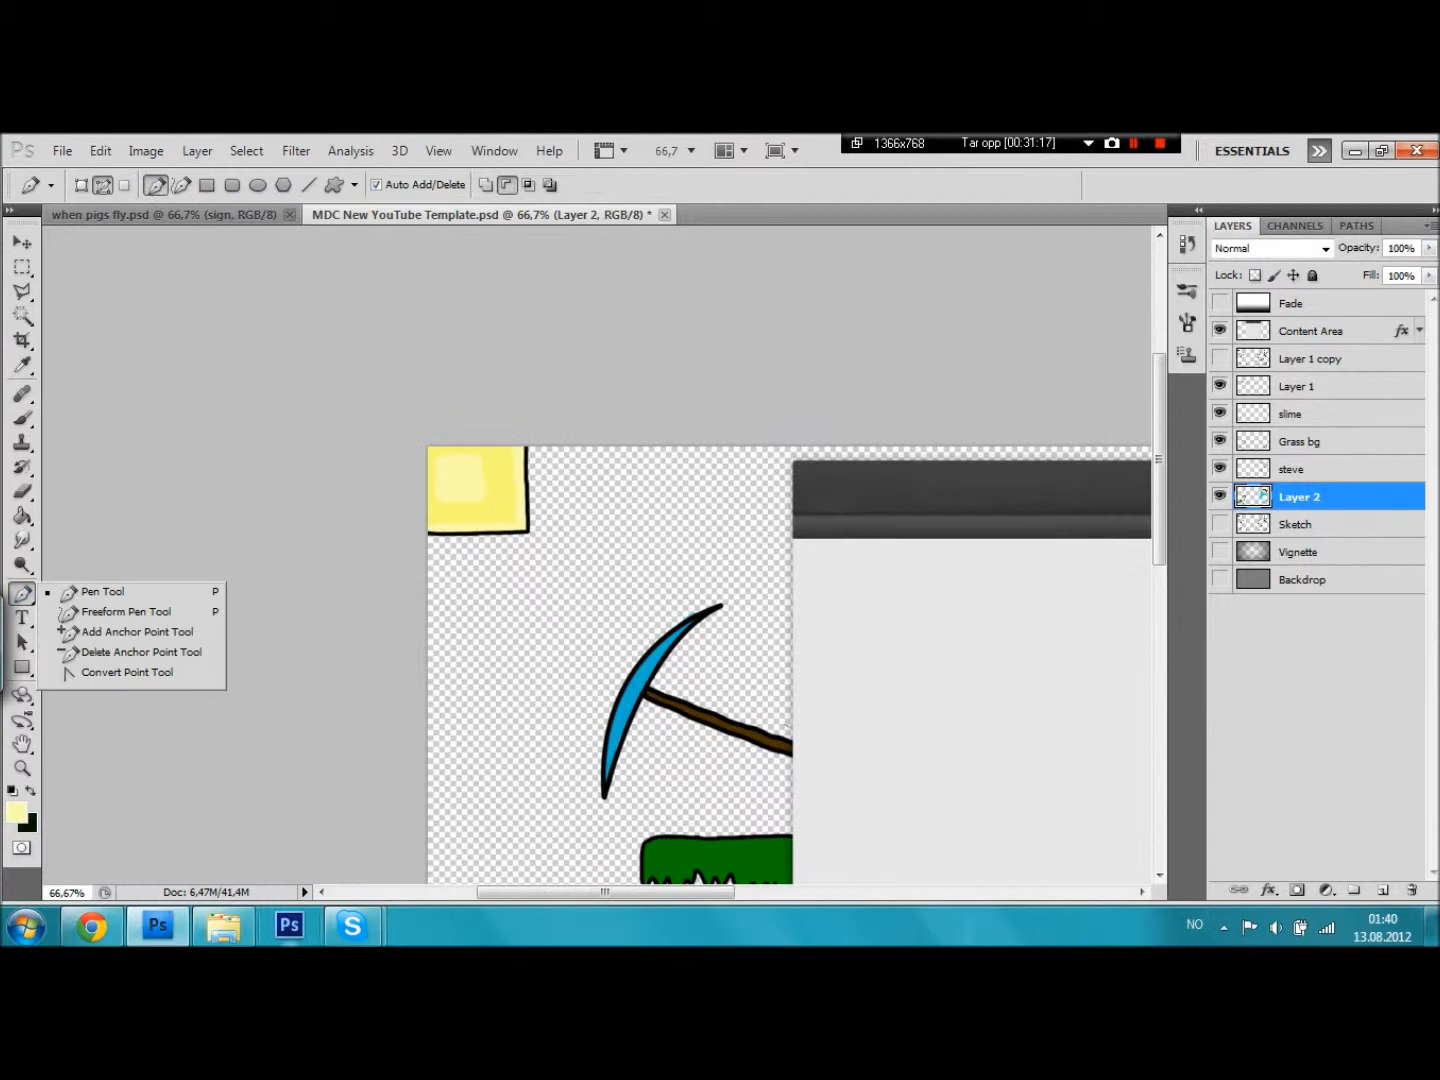 1366x768 Tar opp [00:31:17]
Ps File Edit Image Layer Select Filter Analysis 3D View Window Help 66,7 ESSENTIALS
Auto Add/Delete
when pigs fly.psd @ 66,7% (sign, RGB/8) MDC New YouTube Template.psd @ 66,7% (Layer 2, RGB/8) *
LAYERS CHANNELS PATHS
Normal Opacity: 100%
Lock: Fill: 100%
Fade
Content Area fx
Layer 1 copy
Layer 1
slime
Grass bg
steve
Layer 2
Sketch
Vignette
Backdrop
Pen Tool P
Freeform Pen Tool P
Add Anchor Point Tool
Delete Anchor Point Tool
Convert Point Tool
T
66,67% Doc: 6,47M/41,4M
fx
Ps Ps S NO 01:40
13.08.2012